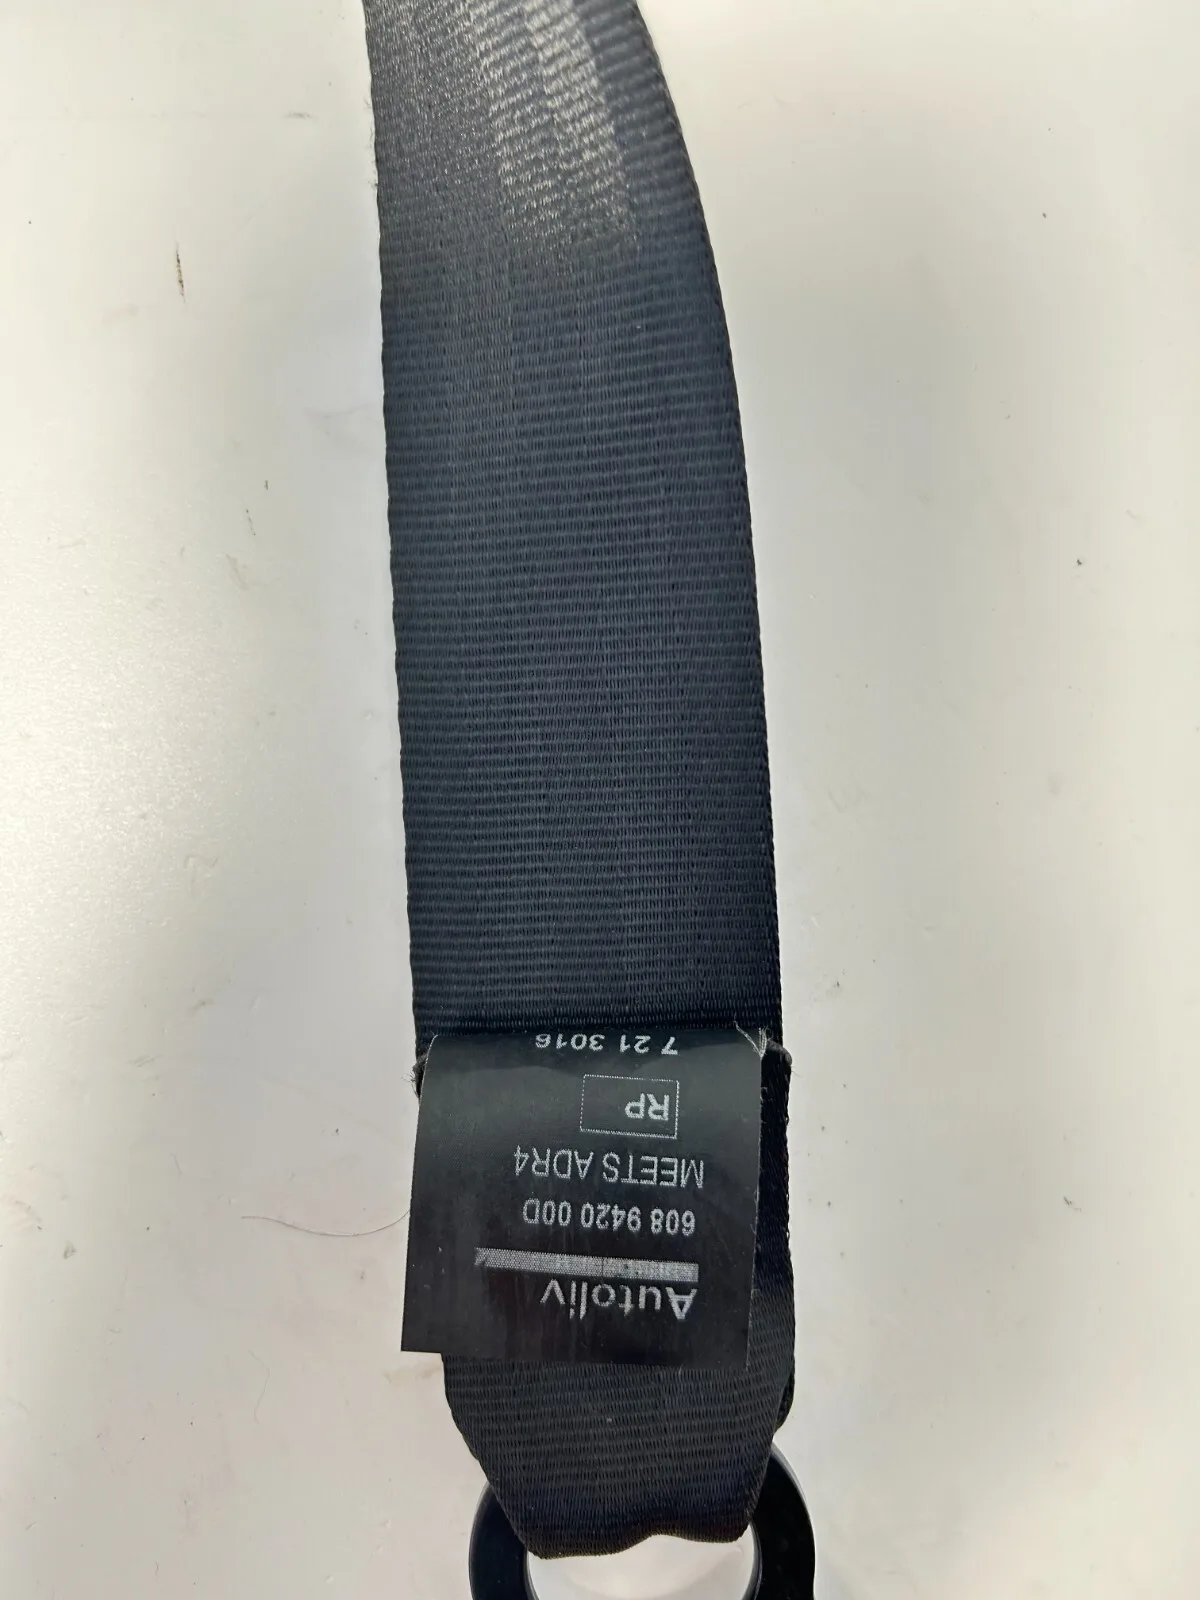 Autoliv
608 9420 00D
MEETS ADR4
RP
7 21 3016